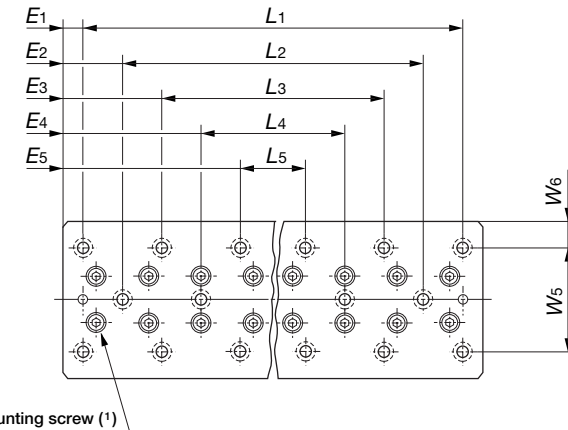 E1 L1
E2 L2
E3 L3
E4 L4
E5 L5
W6
W5
unting screw (1)